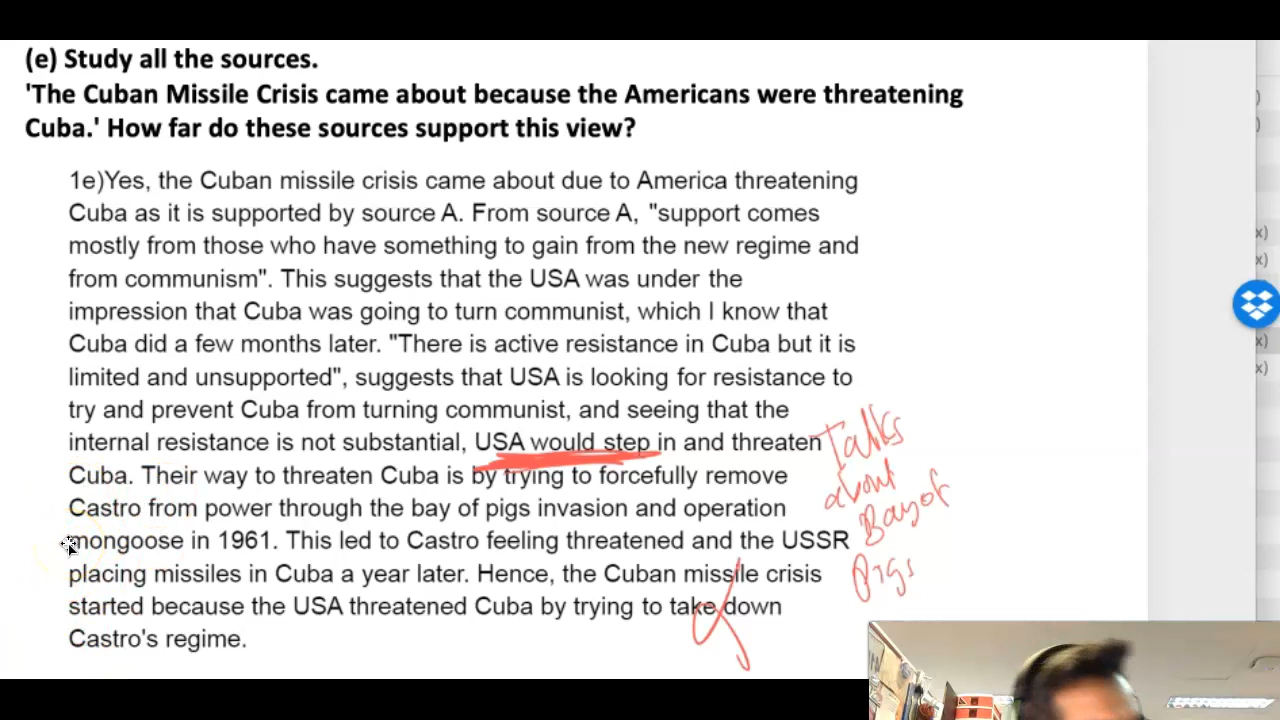 (e) Study all the sources.
'The Cuban Missile Crisis came about because the Americans were threatening
Cuba.' How far do these sources support this view?
1e)Yes, the Cuban missile crisis came about due to America threatening
Cuba as it is supported by source A. From source A, "support comes
mostly from those who have something to gain from the new regime and
from communism". This suggests that the USA was under the
impression that Cuba was going to turn communist, which I know that
Cuba did a few months later. "There is active resistance in Cuba but it is
limited and unsupported", suggests that USA is looking for resistance to
try and prevent Cuba from turning communist, and seeing that the
internal resistance is not substantial, USA would step in and threaten
Cuba. Their way to threaten Cuba is by trying to forcefully remove
Castro from power through the bay of pigs invasion and operation
mongoose in 1961. This led to Castro feeling threatened and the USSR
placing missiles in Cuba a year later. Hence, the Cuban missile crisis
started because the USA threatened Cuba by trying to take down
Castro's regime.
Talks
about
Bay of
Pigs
)
)
x)
x)
x)
x)